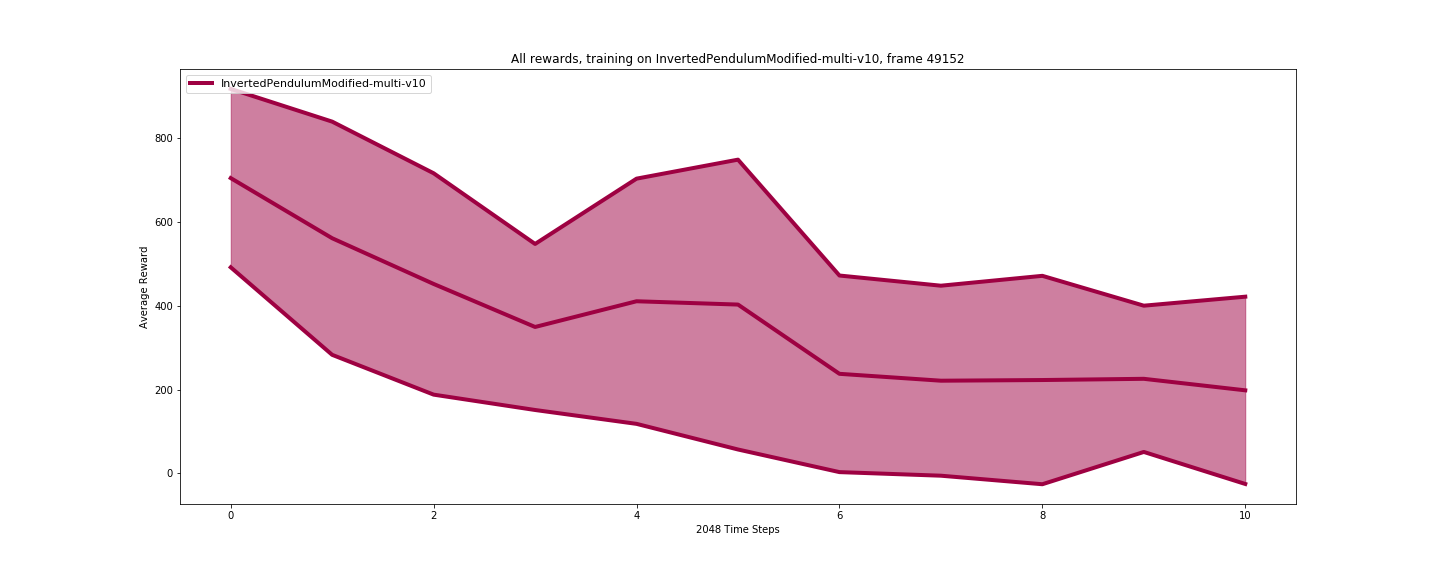 All rewards, training on InvertedPendulumModified-multi-v10, frame 49152
InvertedPendulumModified-multi-v10
800
600
400
200
0
Average Reward
0 2 4 6 8 10
2048 Time Steps